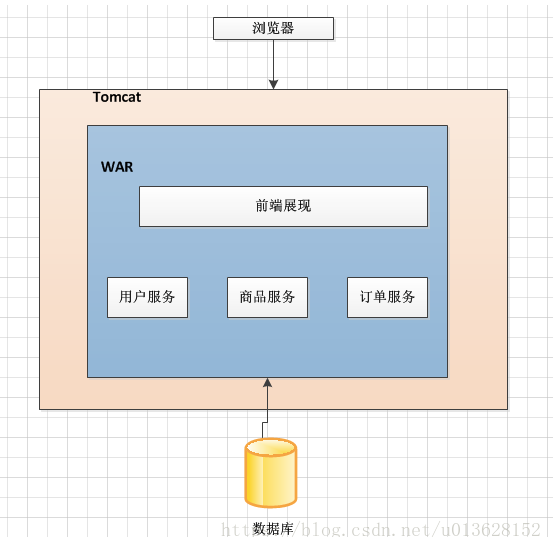 浏览器
Tomcat
WAR
前端展现
用户服务
商品服务
订单服务
数据库
http://blog.csdn.net/u013628152